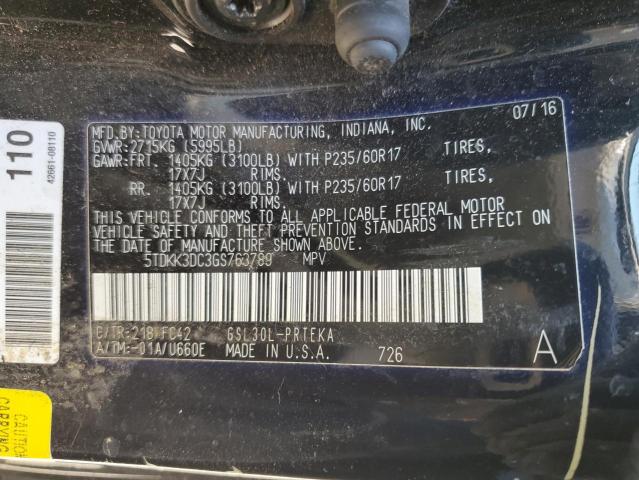 07/16
MFD.BY:TOYOTA MOTOR MANUFACTURING, INDIANA, INC.
GVWR:2715KG (5995LB)
GAWR:FRT. 1405KG (3100LB) WITH P235/60R17 TIRES,
17X7J RIMS,
RR. 1405KG (3100LB) WITH P235/60R17 TIRES,
17X7J RIMS.
THIS VEHICLE CONFORMS TO ALL APPLICABLE FEDERAL MOTOR
VEHICLE SAFETY AND THEFT PREVENTION STANDARDS IN EFFECT ON
THE DATE OF MANUFACTURE SHOWN ABOVE.
5TDKK3DC3GS763789 MPV
C/TR:218/FC42 GSL30L-PRTEKA
A/TM:-01A/U660E MADE IN U.S.A. 726 A
110
42661-08110
CAUTION
CARRYING